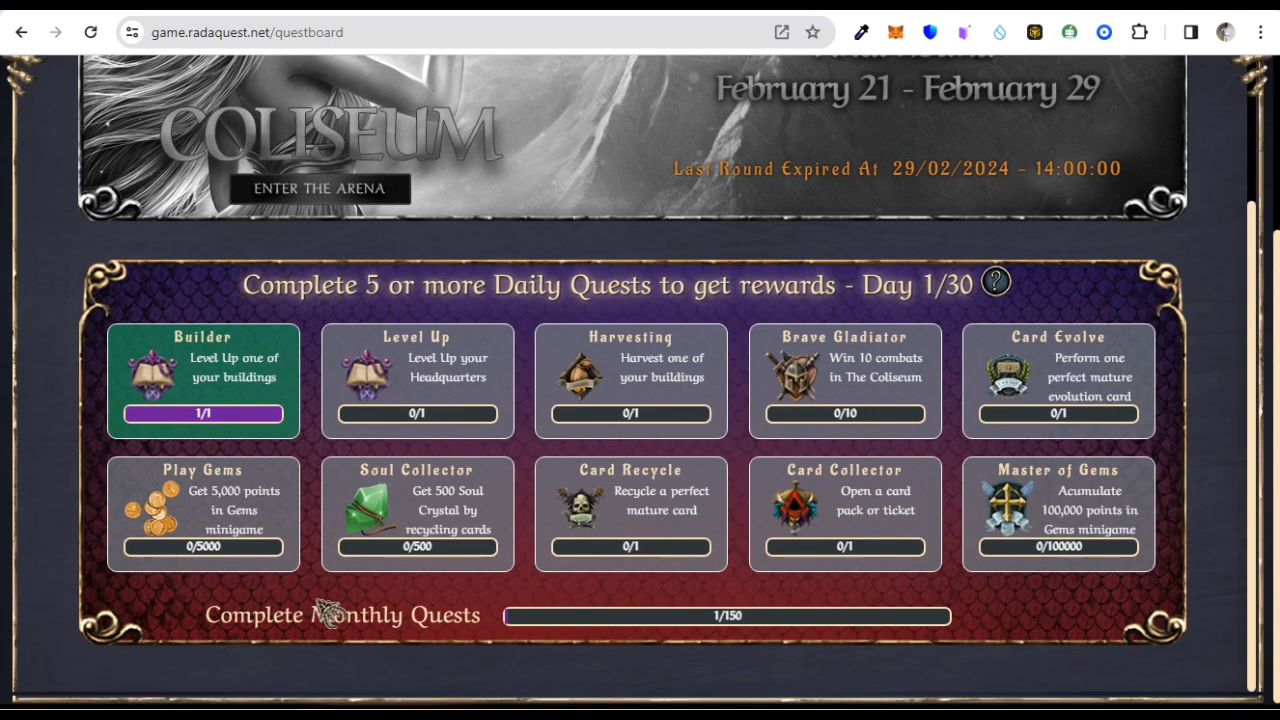 game.radaquest.net/questboard
February 21 - February 29
COLISEUM
Last Round Expired At 29/02/2024 - 14:00:00
ENTER THE ARENA
Complete 5 or more Daily Quests to get rewards - Day 1/30 ?
Builder
Level Up one of
your buildings
1/1
Level Up
Level Up your
Headquarters
0/1
Harvesting
Harvest one of
your buildings
0/1
Brave Gladiator
Win 10 combats
in The Coliseum
0/10
Card Evolve
Perform one
perfect mature
evolution card
0/1
Play Gems
Get 5,000 points
in Gems
minigame
0/5000
Soul Collector
Get 500 Soul
Crystal by
recycling cards
0/500
Card Recycle
Recycle a perfect
mature card
0/1
Card Collector
Open a card
pack or ticket
0/1
Master of Gems
Acumulate
100,000 points in
Gems minigame
0/100000
Complete Monthly Quests
1/150